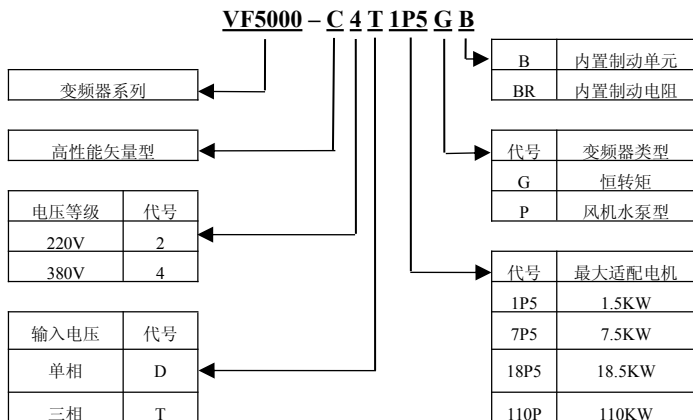 VF5000 – C 4 T 1P5 G B
变频器系列
高性能矢量型
电压等级 代号
220V 2
380V 4
输入电压 代号
单相 D
三相 T
B 内置制动单元
BR 内置制动电阻
代号 变频器类型
G 恒转矩
P 风机水泵型
代号 最大适配电机
1P5 1.5KW
7P5 7.5KW
18P5 18.5KW
110P 110KW